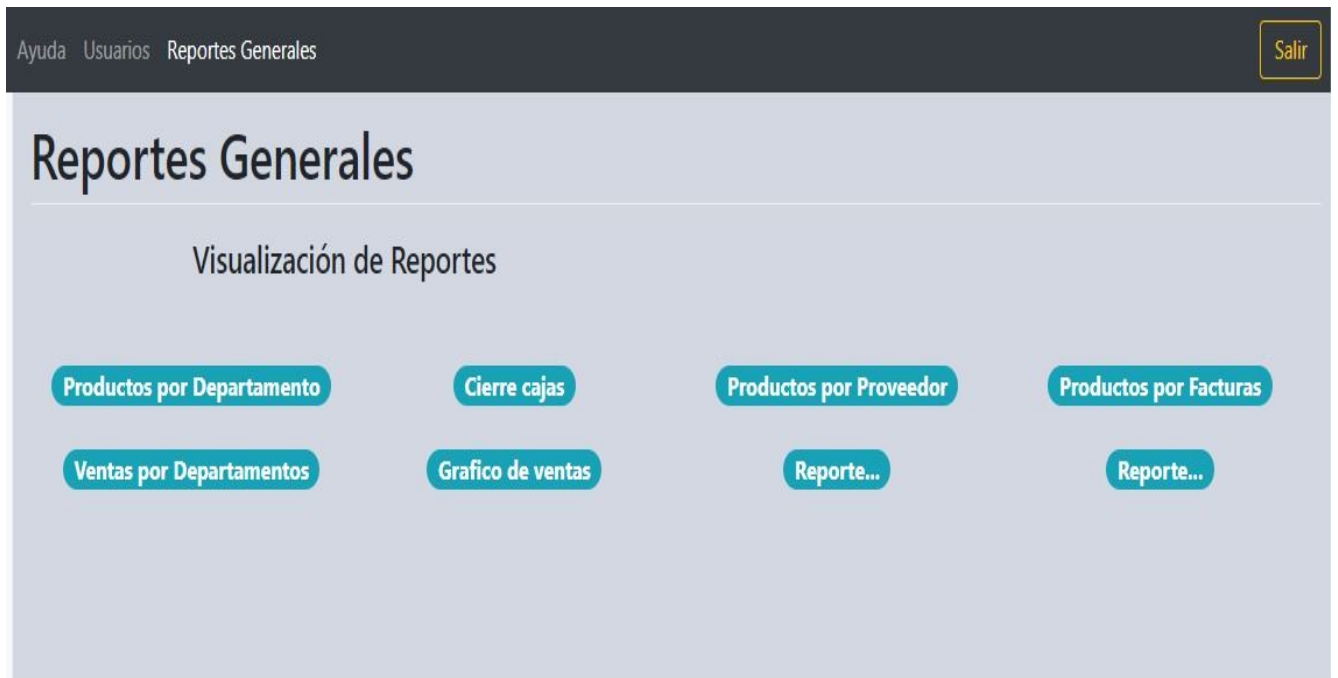 Ayuda Usuarios Reportes Generales Salir
Reportes Generales
Visualización de Reportes
Productos por Departamento Cierre cajas Productos por Proveedor Productos por Facturas
Ventas por Departamentos Grafico de ventas Reporte... Reporte...